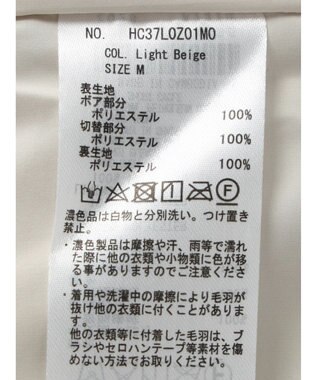 NO. HC37L0Z01M0
COL. Light Beige
SIZE M
表生地
ボア部分
ポリエステル 100%
切替部分
ポリエステル 100%
裏生地
ポリエステル 100%
濃色品は白物と分別洗い。つけ置き
禁止。
・濃色製品は摩擦や汗、雨等で濡れ
た際に他の衣類や小物類に色が移
る事がありますのでご注意くださ
い。
・着用や洗濯中の摩擦により毛羽が
抜け他の衣類に付くことがありま
す。
他の衣類等に付着した毛羽は、ブ
ラシやセロハンテープ等素材を傷
めない方法でお取りください。